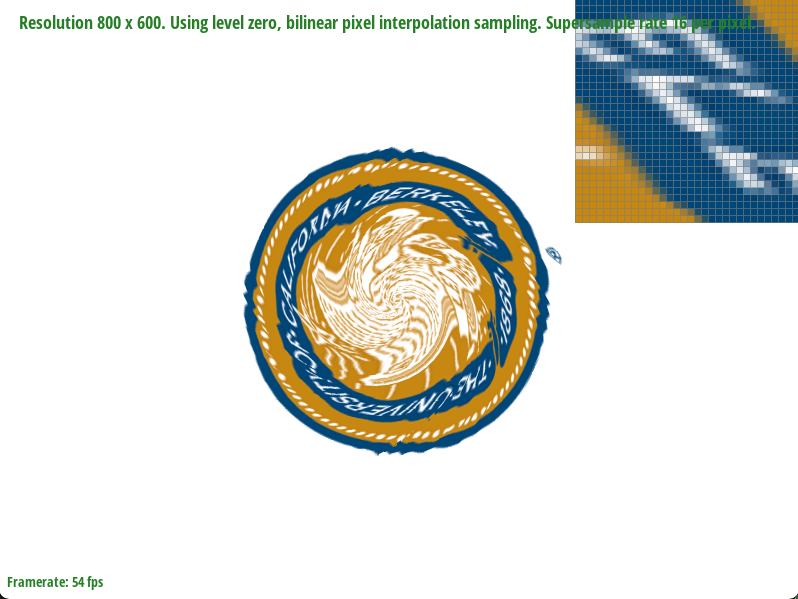 Resolution 800 x 600. Using level zero, bilinear pixel interpolation sampling. Supersample rate 16 per pixel.
CALIFORNIA · BERKELEY
· 1868 ·
THE UNIVERSITY OF
Framerate: 54 fps